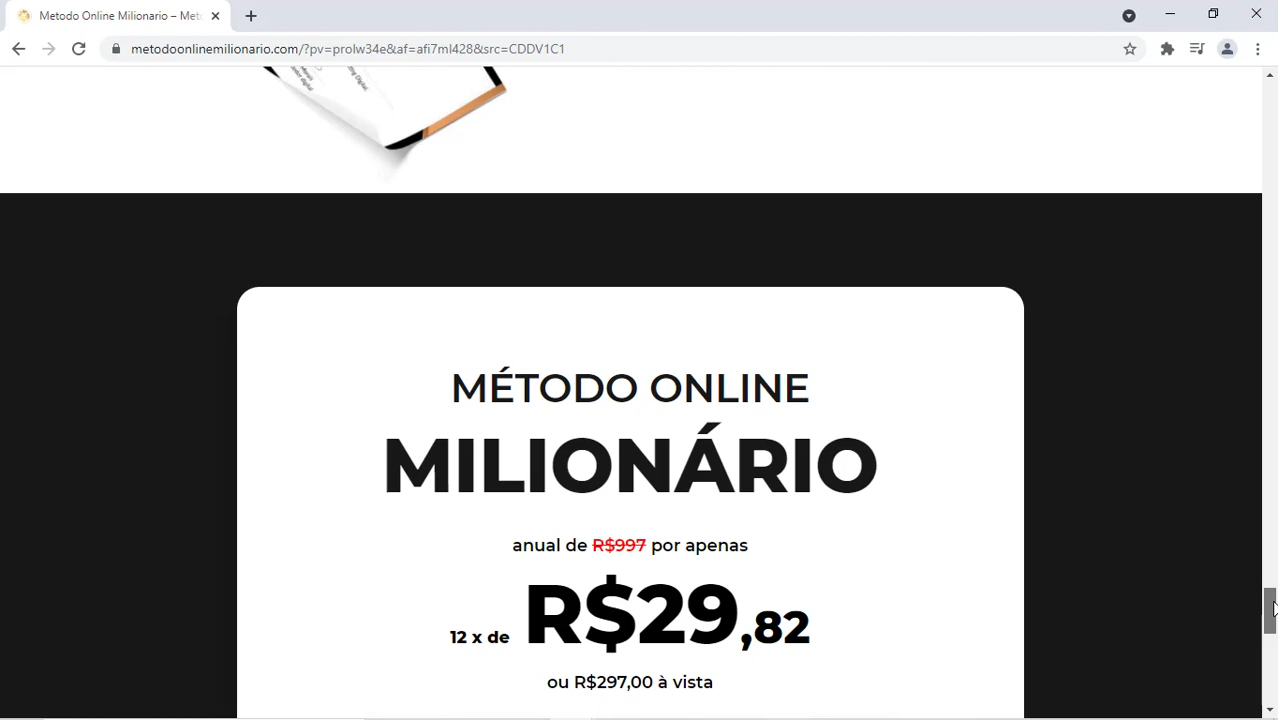 Metodo Online Milionario – Met
metodoonlinemilionario.com/?pv=prolw34e&af=afi7ml428&src=CDDV1C1
MÉTODO ONLINE
MILIONÁRIO
anual de R$997 por apenas
12 x de R$29,82
ou R$297,00 à vista